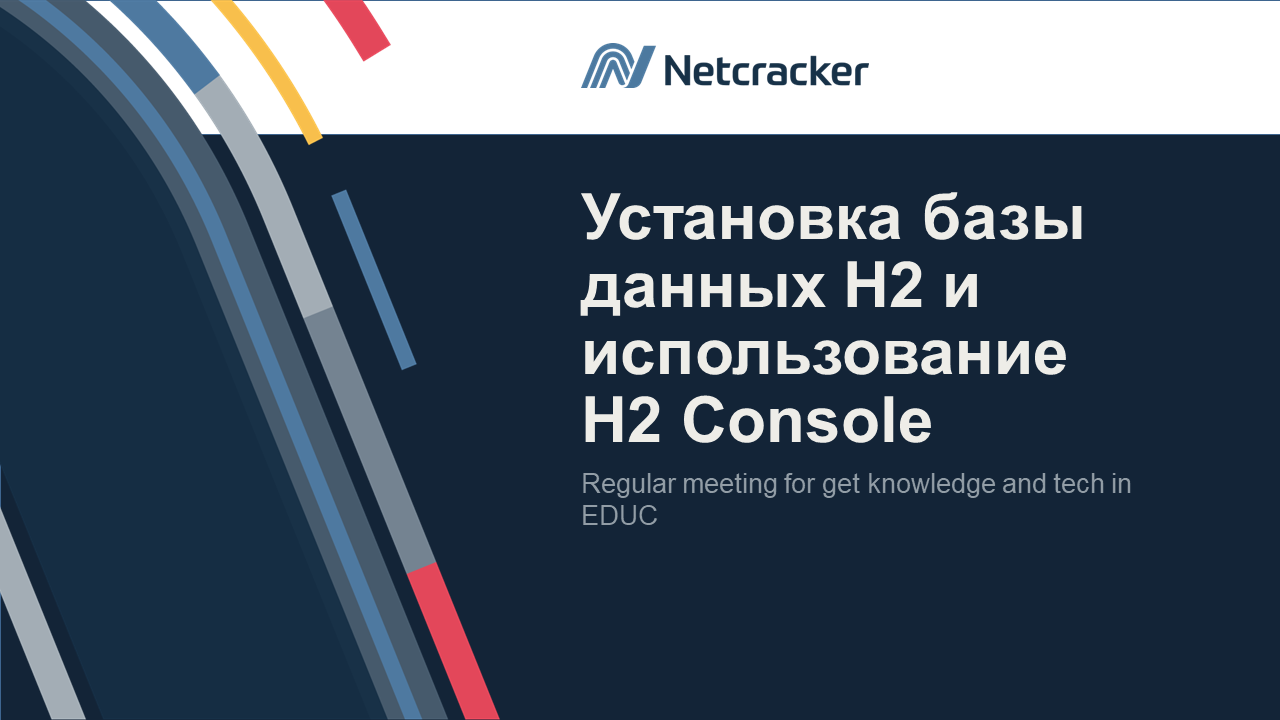 Netcracker
Установка базы
данных H2 и
использование
H2 Console
Regular meeting for get knowledge and tech in
EDUC